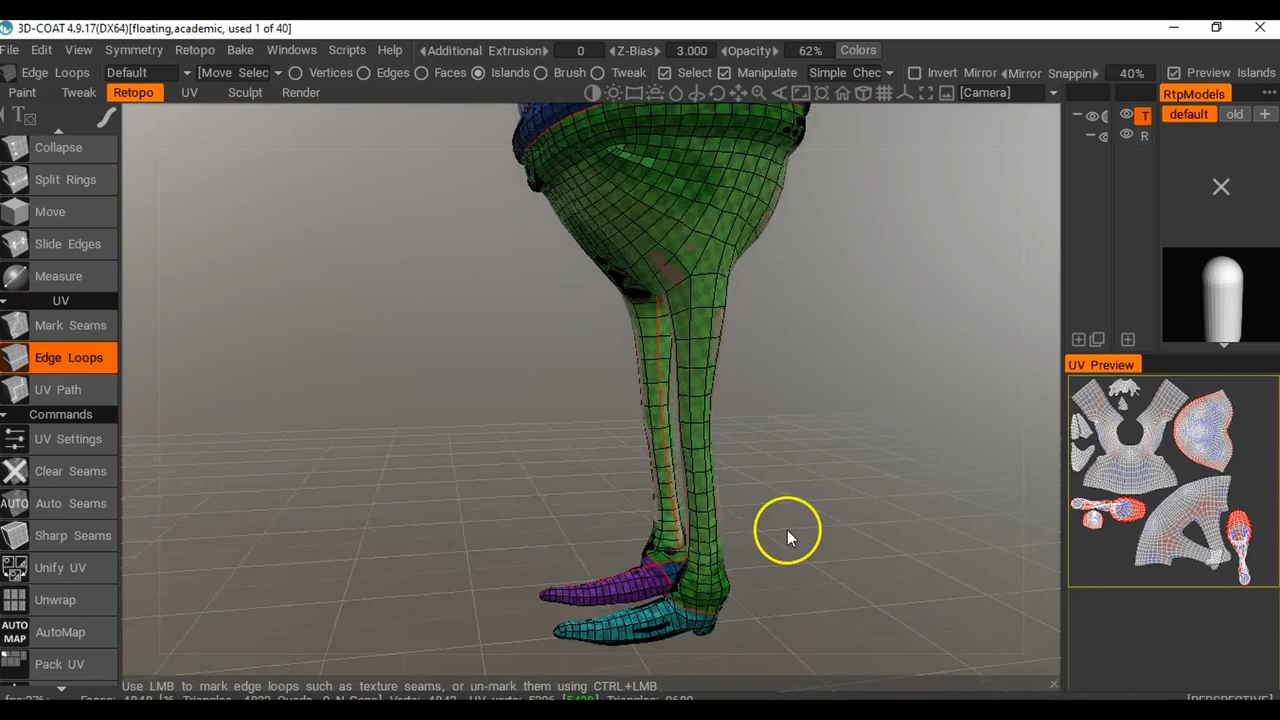 3D-COAT 4.9.17(DX64)[floating,academic, used 1 of 40]
File Edit View Symmetry Retopo Bake Windows Scripts Help Additional Extrusion 0 Z-Bias 3.000 Opacity 62% Colors
Edge Loops Default [Move Selec Vertices Edges Faces Islands Brush Tweak Select Manipulate Simple Chec Invert Mirror Mirror Snappin 40% Preview Islands
Paint Tweak Retopo UV Sculpt Render [Camera] RtpModels
T default old +
Collapse
T
R
Split Rings
Move
Slide Edges
Measure
UV
Mark Seams
Edge Loops
UV Preview
UV Path
Commands
UV Settings
Clear Seams
AUTO Auto Seams
Sharp Seams
Unify UV
Unwrap
AUTO MAP AutoMap
Pack UV
Use LMB to mark edge loops such as texture seams, or un-mark them using CTRL+LMB